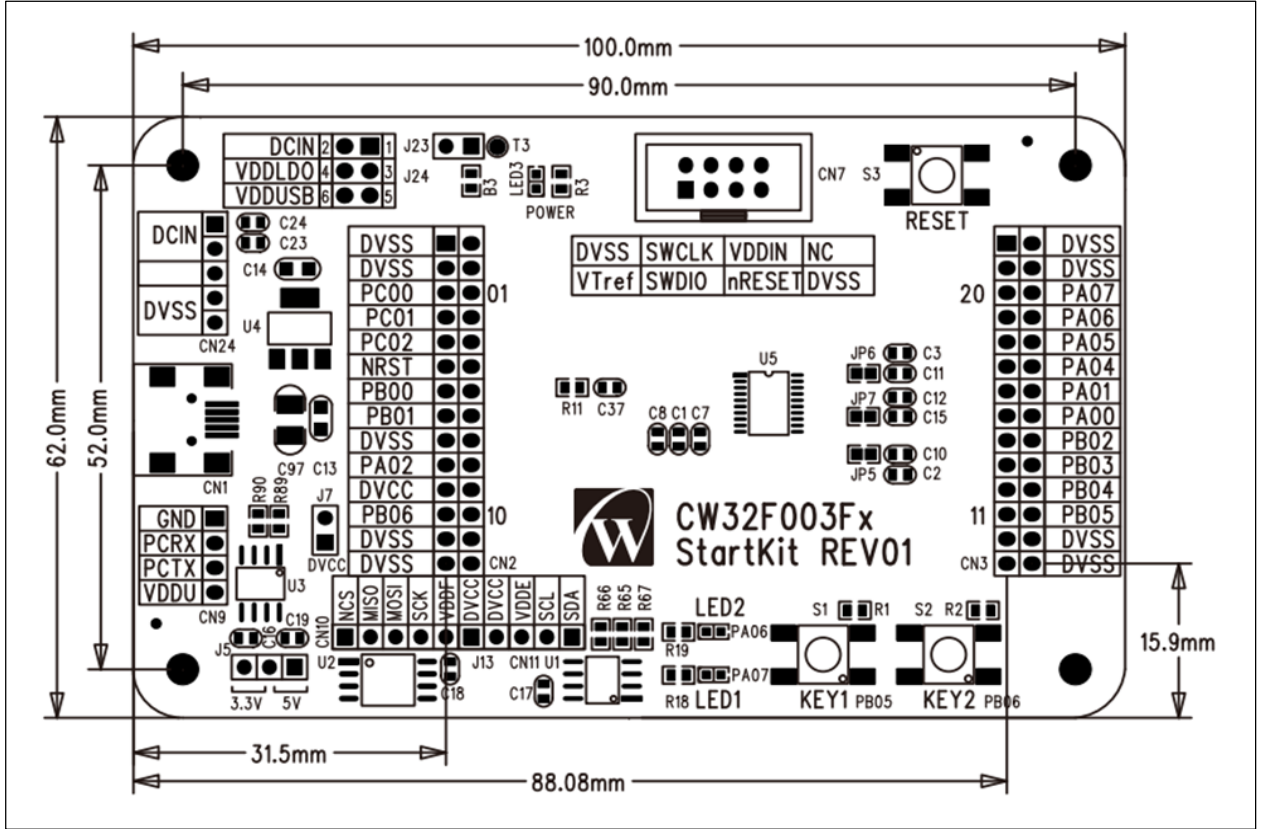 100.0mm
90.0mm
62.0mm
52.0mm
DCIN 2 1 J23 T3
VDDLDO 4 3 J24
VDDUSB 6 5
B3 LED3 R3
POWER
CN7 S3
RESET
DCIN
DVSS
CN24
C24
C23
C14
U4
DVSS
DVSS
PC00 01
PC01
PC02
NRST
PB00
PB01
DVSS
PA02
DVCC
PB06 10
DVSS
DVSS CN2
DVSS SWCLK VDDIN NC
VTref SWDIO nRESET DVSS
U5
R11 C37
C8 C1 C7
JP6 C3
C11
JP7 C12
C15
C10
JP5 C2
DVSS
DVSS
20 PA07
PA06
PA05
PA04
PA01
PA00
PB02
PB03
PB04
11 PB05
DVSS
CN3 DVSS
CN1
C97 C13
R90 R89 J7
DVCC
GND
PCRX
PCTX
VDDU
CN9
U3
C16 C19
J5
3.3V 5V
W
CW32F003Fx
StartKit REV01
CN10 NCS MISO MOSI SCK VDDF DVCC DVCC VDDE SCL SDA
U2 J13 CN11 U1
C18 C17
R66 R65 R67
LED2
R19 PA06
R18 PA07
LED1
S1 R1 S2 R2
KEY1 PB05 KEY2 PB06
15.9mm
31.5mm
88.08mm